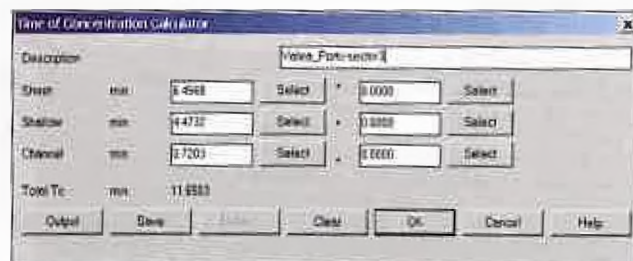 Time of Concentration Calculator X
Description
Sheet min 6.4568 Select + 0.0000 Select
Shallow min 4.4732 Select + 0.0000 Select
Channel min 0.7203 Select + 0.0000 Select
Total Tc min 11.6503
Output Save Clear OK Cancel Help